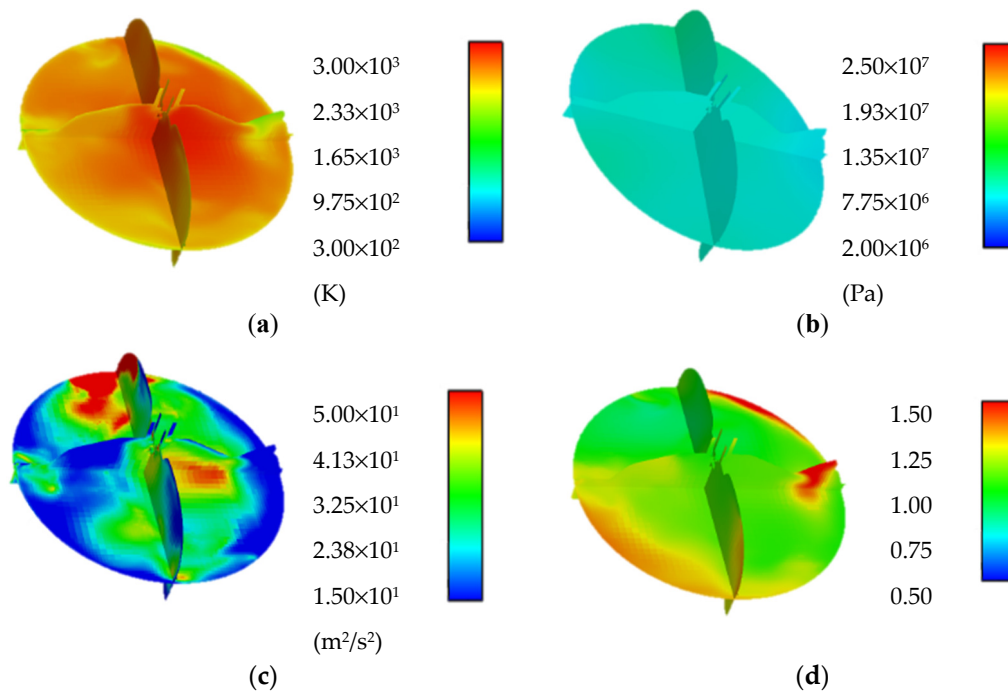 3.00×10³
2.33×10³
1.65×10³
9.75×10²
3.00×10²
(K)
(a)
2.50×10⁷
1.93×10⁷
1.35×10⁷
7.75×10⁶
2.00×10⁶
(Pa)
(b)
5.00×10¹
4.13×10¹
3.25×10¹
2.38×10¹
1.50×10¹
(m²/s²)
(c)
1.50
1.25
1.00
0.75
0.50
(d)